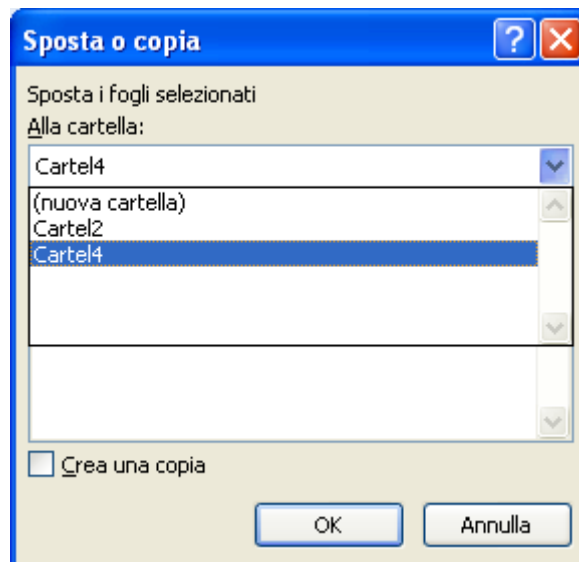 Sposta o copia
Sposta i fogli selezionati
Alla cartella:
Cartel4
(nuova cartella)
Cartel2
Cartel4
Crea una copia
OK Annulla